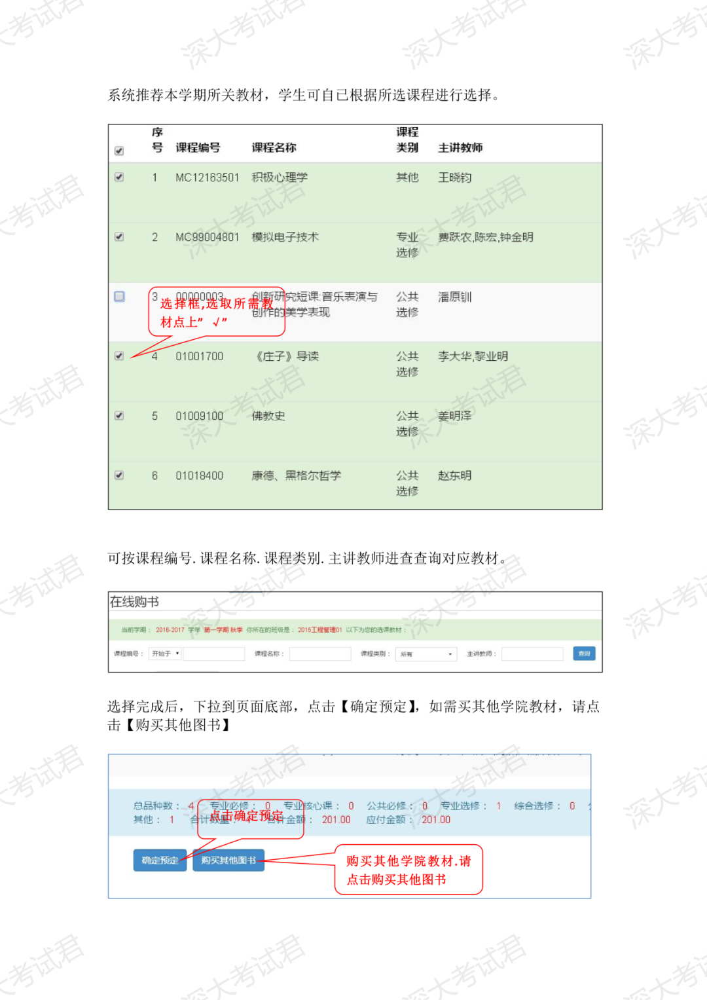 系统推荐本学期所关教材，学生可自己根据所选课程进行选择。
序号 课程编号 课程名称 课程类别 主讲教师
1 MC12163501 积极心理学 其他 王晓钧
2 MC99004801 模拟电子技术 专业选修 费跃农,陈宏,钟金明
3 00000003 创新研究短课:音乐表演与创作的美学表现 公共选修 潘原钏
选择框,选取所需教
材点上”√”
4 01001700 《庄子》导读 公共选修 李大华,黎业明
5 01009100 佛教史 公共选修 姜明泽
6 01018400 康德、黑格尔哲学 公共选修 赵东明
可按课程编号.课程名称.课程类别.主讲教师进查查询对应教材。
在线购书
当前学期： 2016-2017 学年 第一学期 秋季 你所在的班级是： 2015工程管理01 以下为您的选课教材：
课程编号： 开始于 课程名称： 课程类别： 所有 主讲教师： 查询
选择完成后，下拉到页面底部，点击【确定预定】，如需买其他学院教材，请点
击【购买其他图书】
总品种数： 4 专业必修： 0 专业核心课： 0 公共必修： 0 专业选修： 1 综合选修： 0
其他： 1 合计数量： 4 合计金额： 201.00 应付金额： 201.00
点击确定预定
确定预定 购买其他图书
购买其他学院教材.请
点击购买其他图书
深大考试君